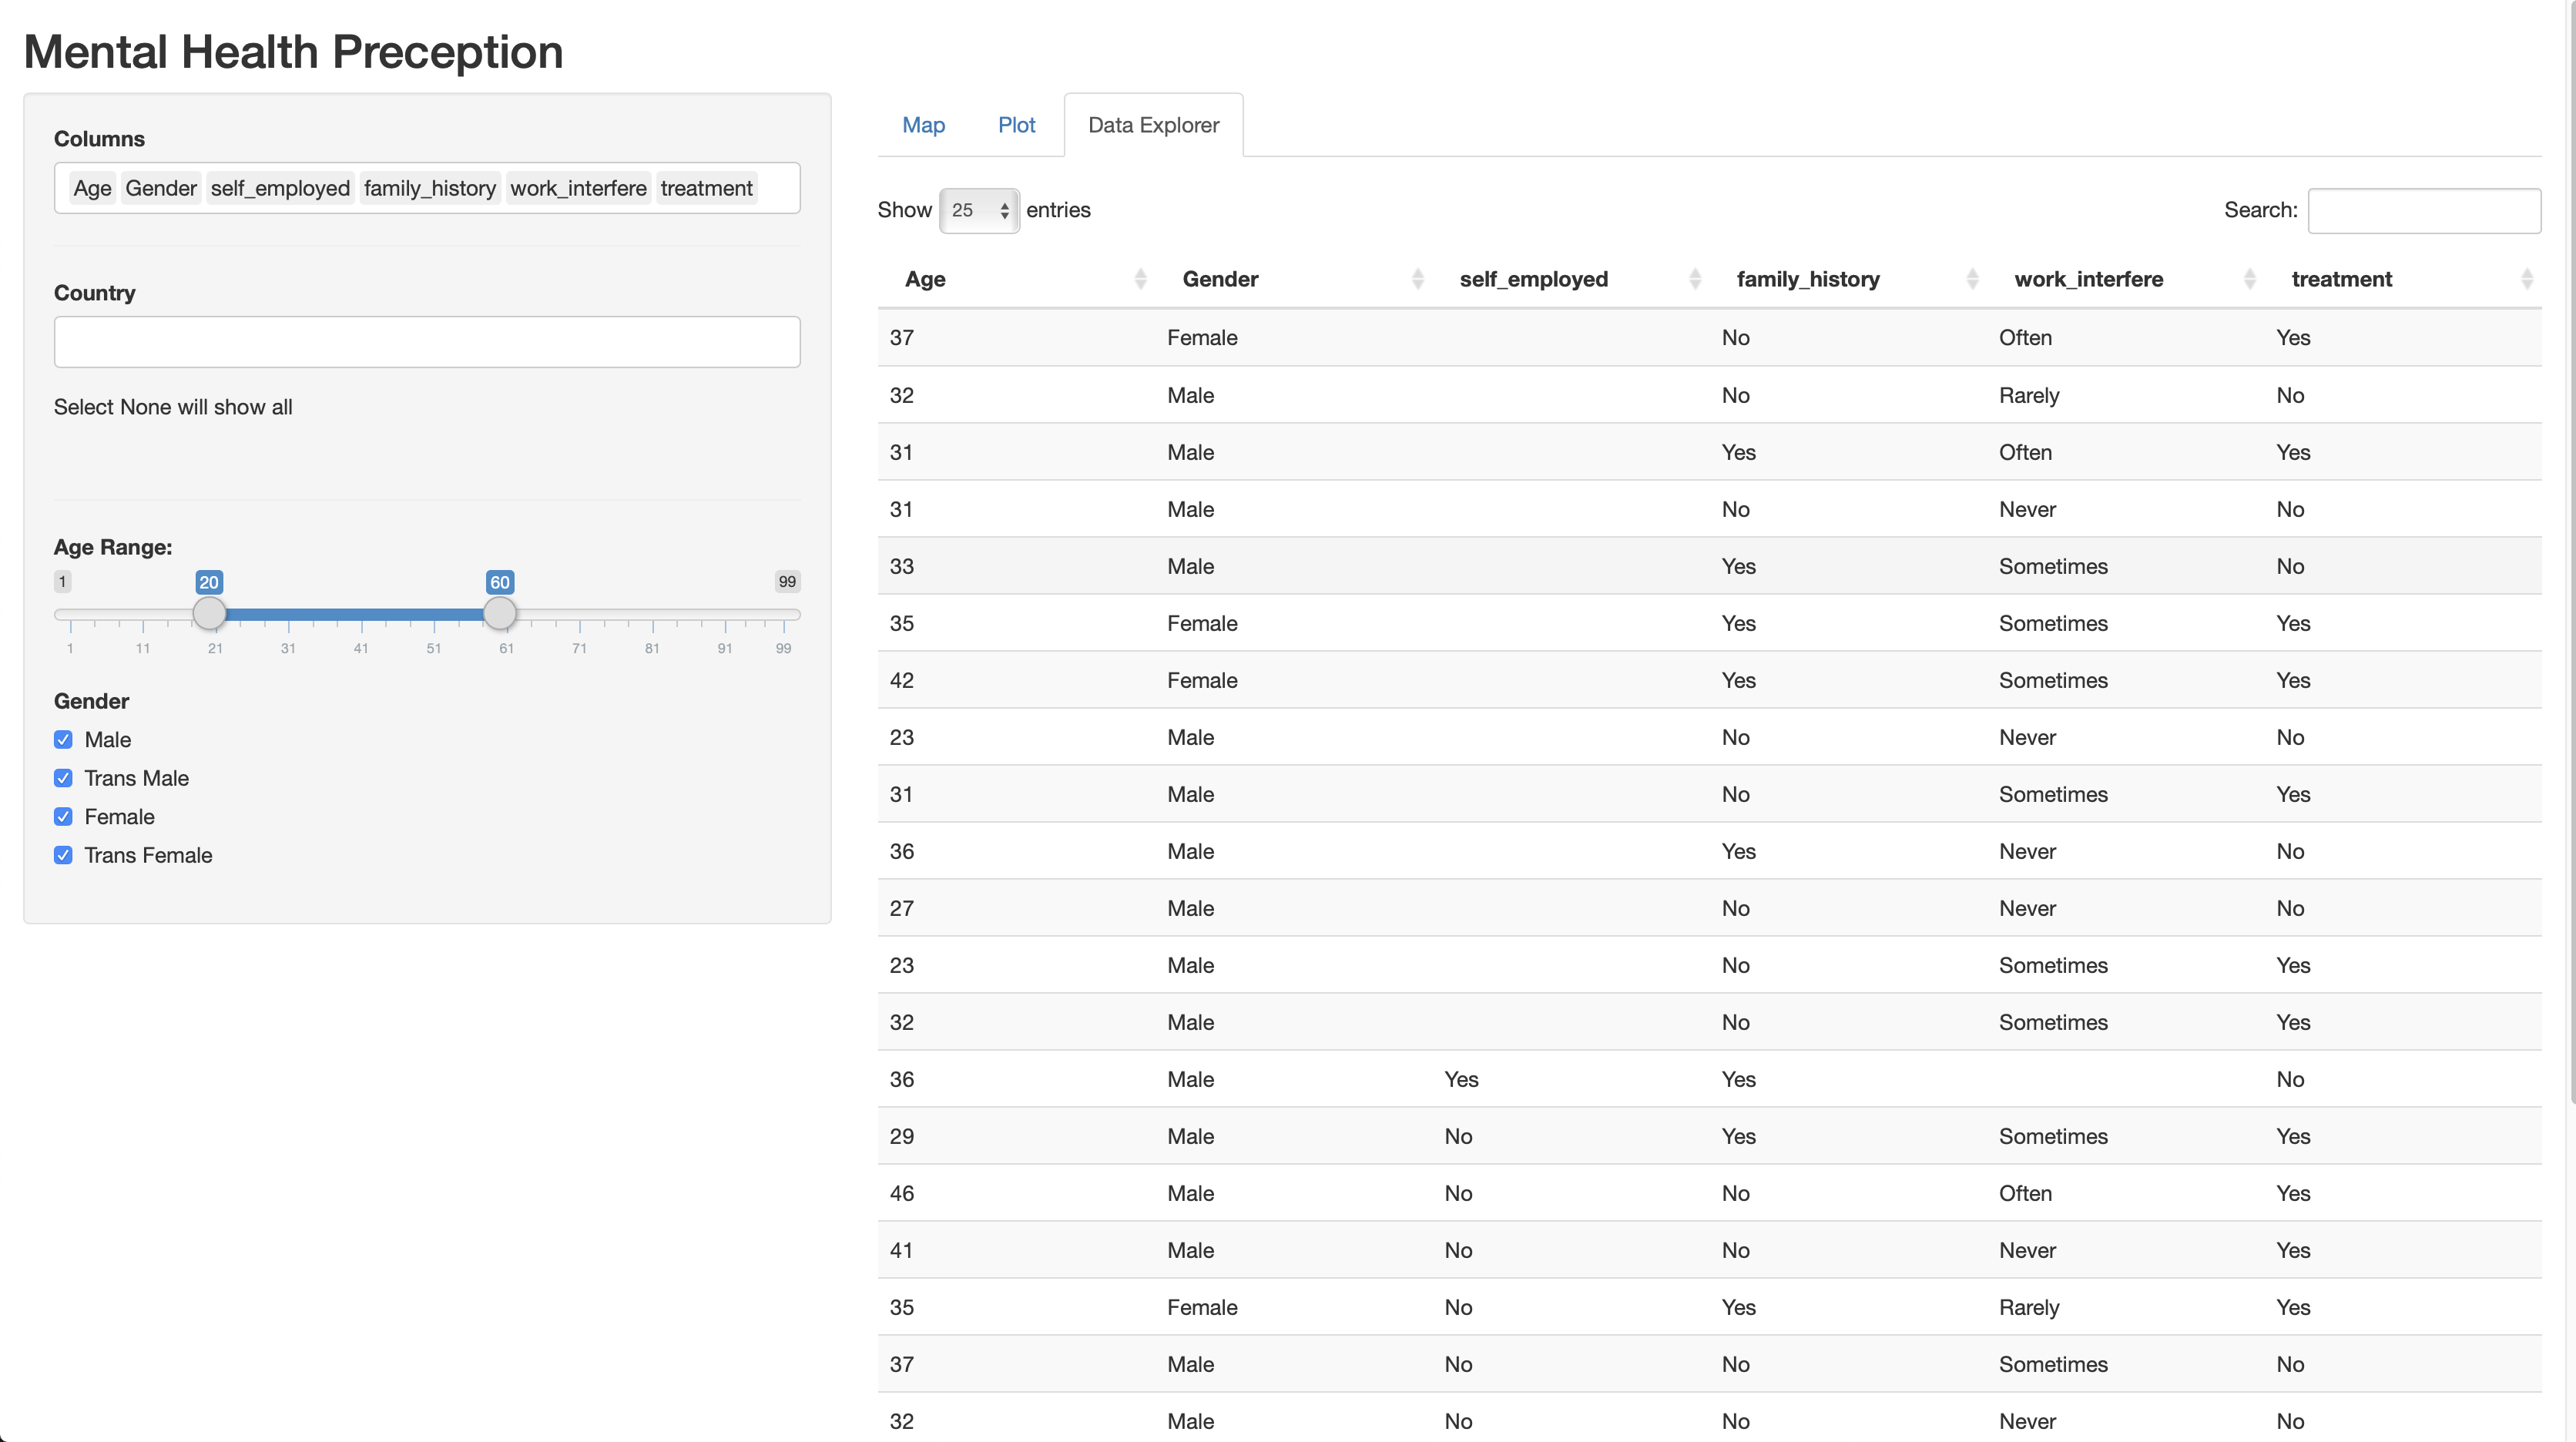 Mental Health Preception
Columns
Age Gender self_employed family_history work_interfere treatment
Country
Select None will show all
Age Range:
1 20 60 99
1 11 21 31 41 51 61 71 81 91 99
Gender
Male
Trans Male
Female
Trans Female
Map Plot Data Explorer
Show 25 entries Search:
Age Gender self_employed family_history work_interfere treatment
37 Female No Often Yes
32 Male No Rarely No
31 Male Yes Often Yes
31 Male No Never No
33 Male Yes Sometimes No
35 Female Yes Sometimes Yes
42 Female Yes Sometimes Yes
23 Male No Never No
31 Male No Sometimes Yes
36 Male Yes Never No
27 Male No Never No
23 Male No Sometimes Yes
32 Male No Sometimes Yes
36 Male Yes Yes No
29 Male No Yes Sometimes Yes
46 Male No No Often Yes
41 Male No No Never Yes
35 Female No Yes Rarely Yes
37 Male No No Sometimes No
32 Male No No Never No